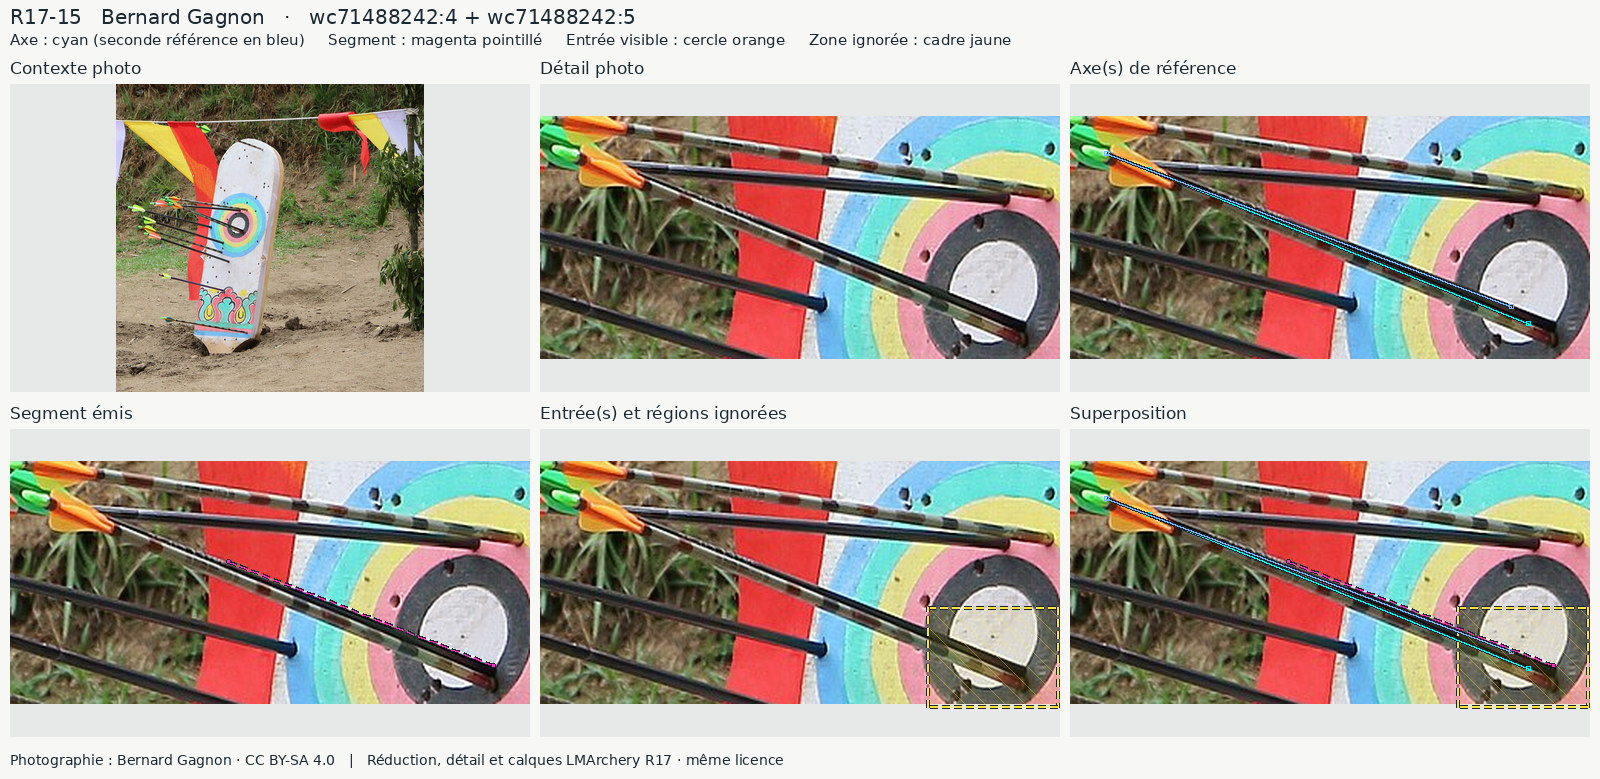 R17-15   Bernard Gagnon   ·   wc71488242:4 + wc71488242:5
Axe : cyan (seconde référence en bleu)     Segment : magenta pointillé     Entrée visible : cercle orange     Zone ignorée : cadre jaune
Contexte photo
Détail photo
Axe(s) de référence
Segment émis
Entrée(s) et régions ignorées
Superposition
Photographie : Bernard Gagnon · CC BY-SA 4.0   |   Réduction, détail et calques LMArchery R17 · même licence